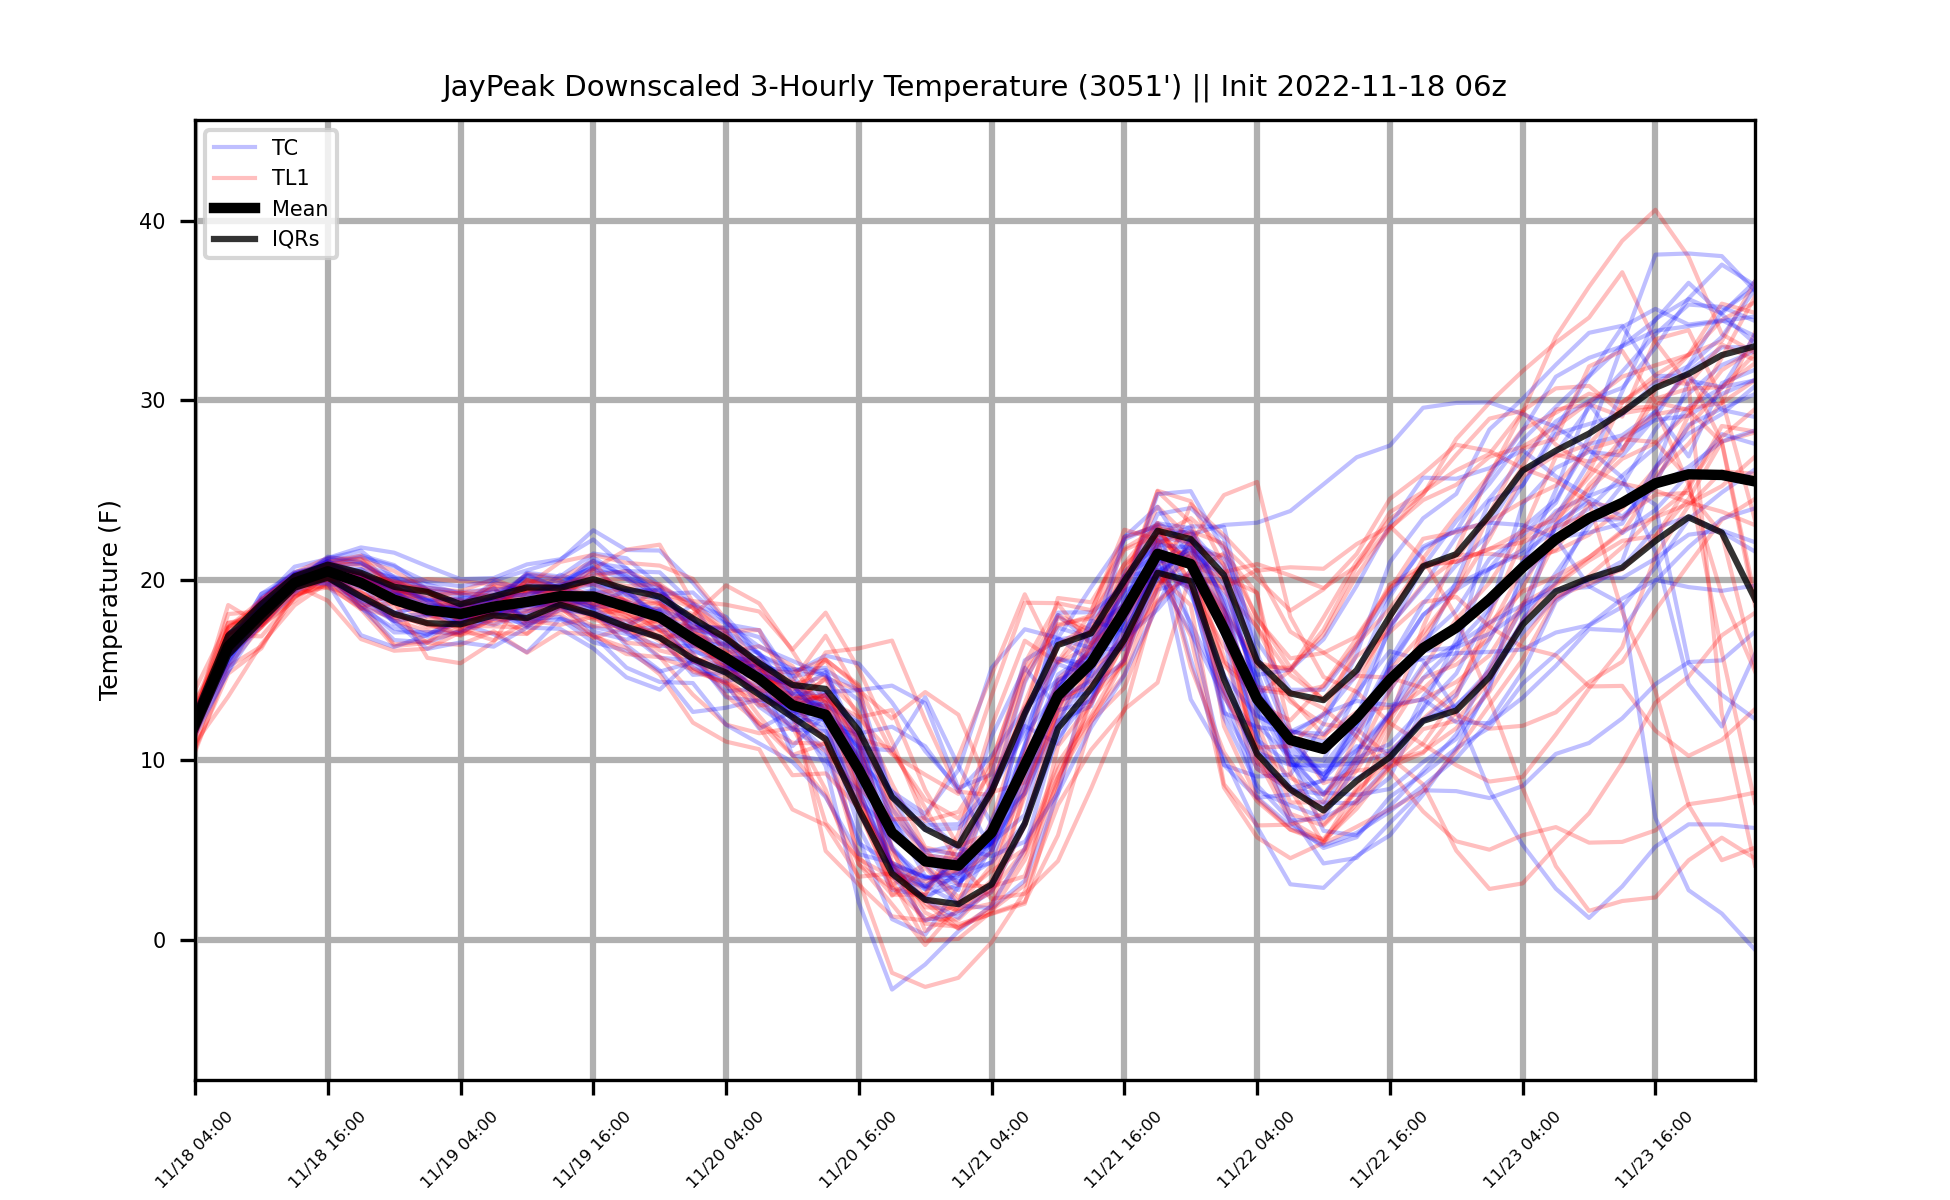 JayPeak Downscaled 3-Hourly Temperature (3051') || Init 2022-11-18 06z
TC
TL1
Mean
IQRs
Temperature (F)
40
30
20
10
0
11/18 04:00
11/18 16:00
11/19 04:00
11/19 16:00
11/20 04:00
11/20 16:00
11/21 04:00
11/21 16:00
11/22 04:00
11/22 16:00
11/23 04:00
11/23 16:00